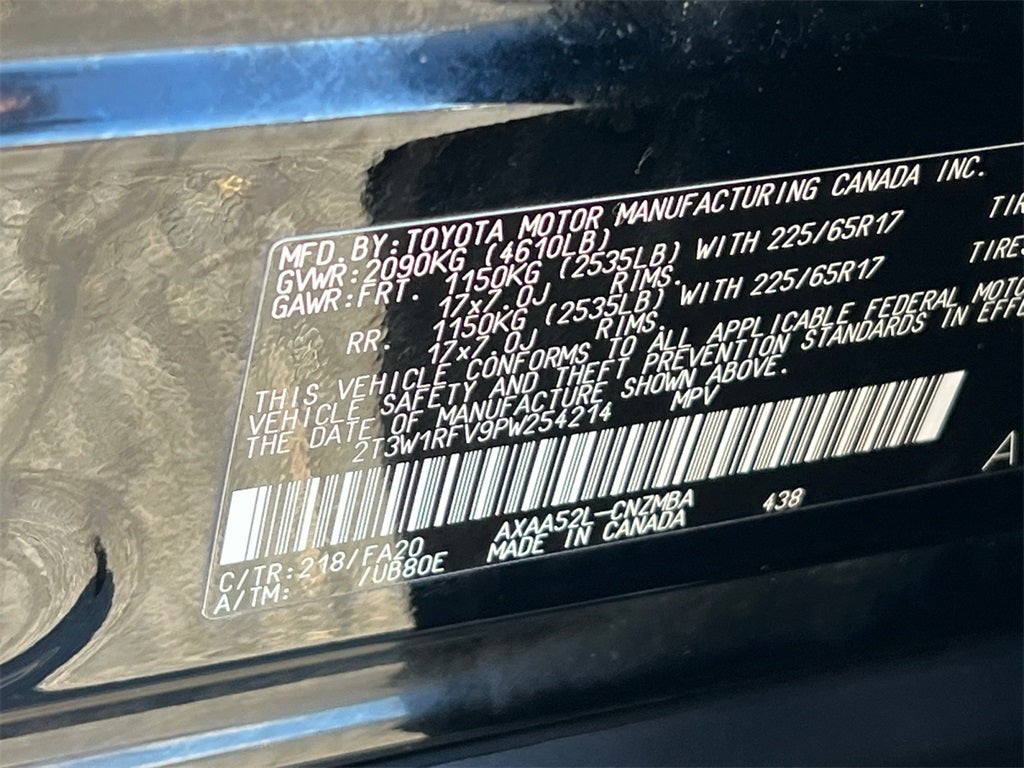 MFD. BY: TOYOTA MOTOR MANUFACTURING CANADA INC.
GVWR: 2090KG (4610LB)
GAWR: FRT. 1150KG (2535LB) WITH 225/65R17 TIR
17x7.0J RIMS.
RR. 1150KG (2535LB) WITH 225/65R17 TIRES
17x7.0J RIMS.
THIS VEHICLE CONFORMS TO ALL APPLICABLE FEDERAL MOTO
VEHICLE SAFETY AND THEFT PREVENTION STANDARDS IN EFFE
THE DATE OF MANUFACTURE SHOWN ABOVE.
2T3W1RFV9PW254214 MPV
AXAA52L-CNZMBA 438 A
C/TR: 218/FA20 MADE IN CANADA
A/TM: /UB80E